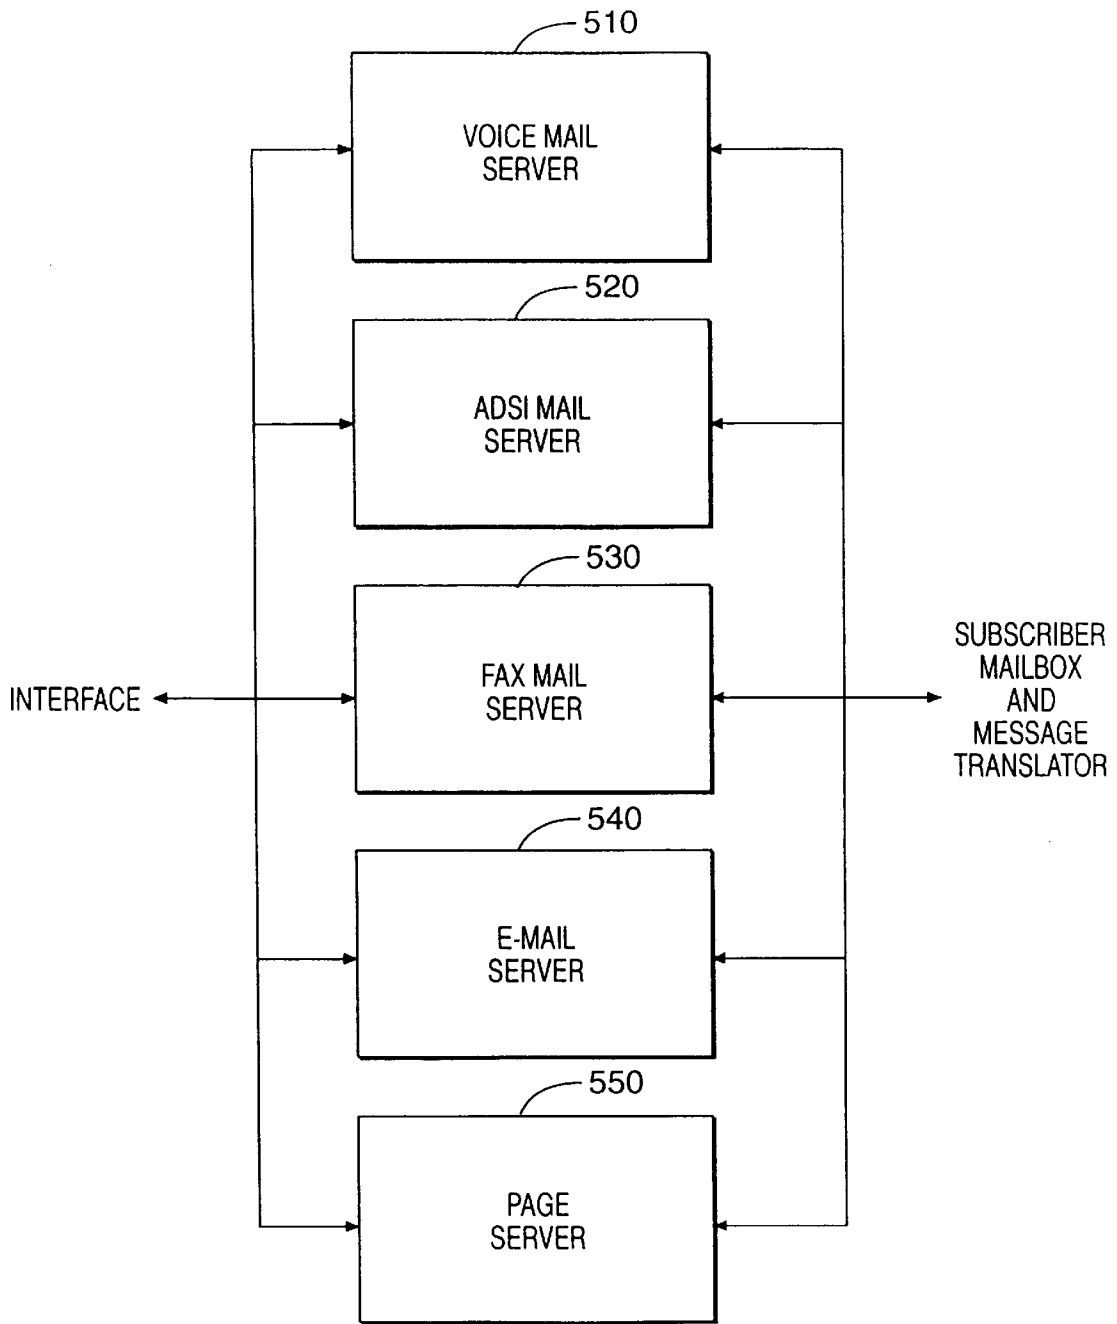 510
VOICE MAIL
SERVER
520
ADSI MAIL
SERVER
530
FAX MAIL
SERVER
INTERFACE
SUBSCRIBER
MAILBOX
AND
MESSAGE
TRANSLATOR
540
E-MAIL
SERVER
550
PAGE
SERVER